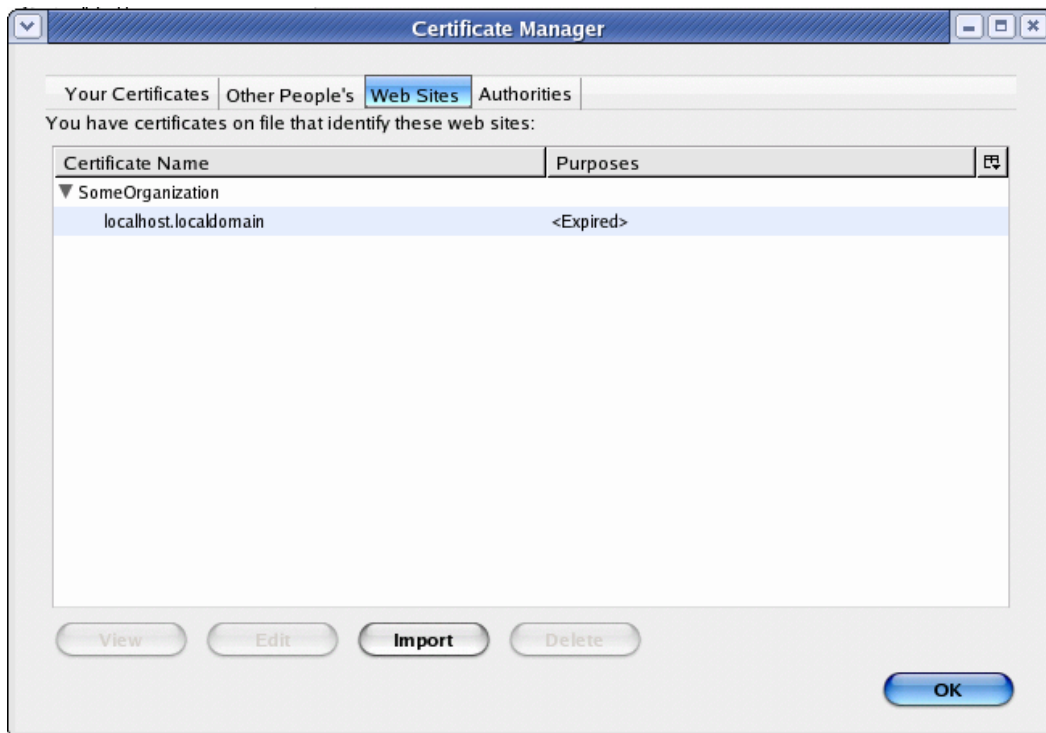 Certificate Manager
Your Certificates Other People's Web Sites Authorities
You have certificates on file that identify these web sites:
Certificate Name Purposes
SomeOrganization
localhost.localdomain <Expired>
View Edit Import Delete
OK